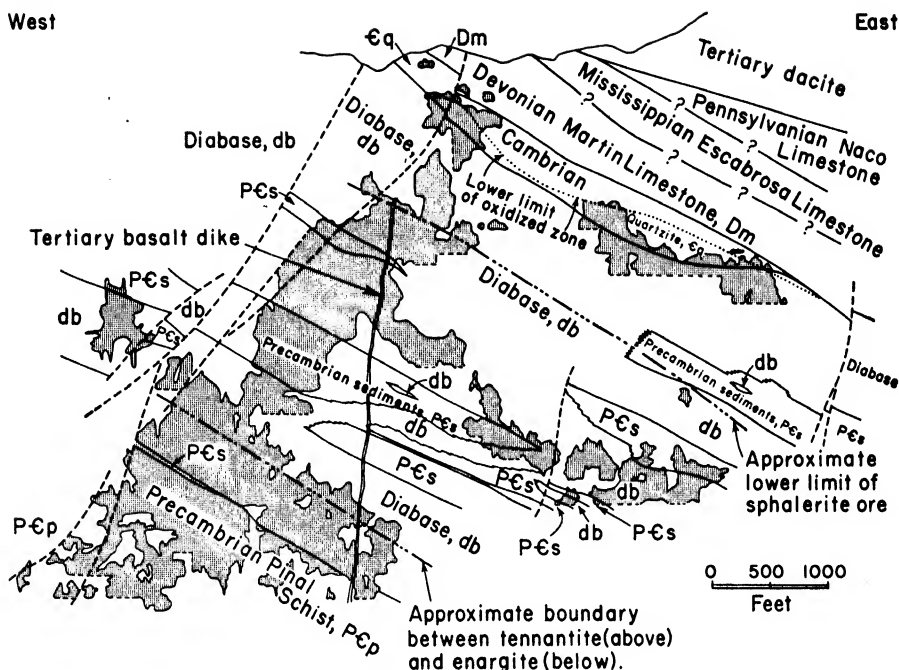 West
East
Єq
Dm
Tertiary dacite
Devonian Martin Limestone, Dm
Mississippian Escabrosa Limestone
Pennsylvanian Naco
Limestone
?
?
?
?
?
?
?
?
Diabase, db
Diabase,
db
Cambrian
Quartzite, Єq
Lower limit
of oxidized zone
PЄs
Tertiary basalt dike
PЄs
db
db
PЄs
Diabase, db
Precambrian sediments, PЄs
db
Precambrian sediments, PЄs
db
Diabase
PЄs
db
PЄs
db
PЄs
PЄs
db
PЄs
db
PЄs
PЄs
Diabase, db
Approximate
lower limit of
sphalerite ore
PЄp
Precambrian Pinal
Schist, PЄp
Approximate boundary
between tennantite(above)
and enargite(below).
0 500 1000
Feet